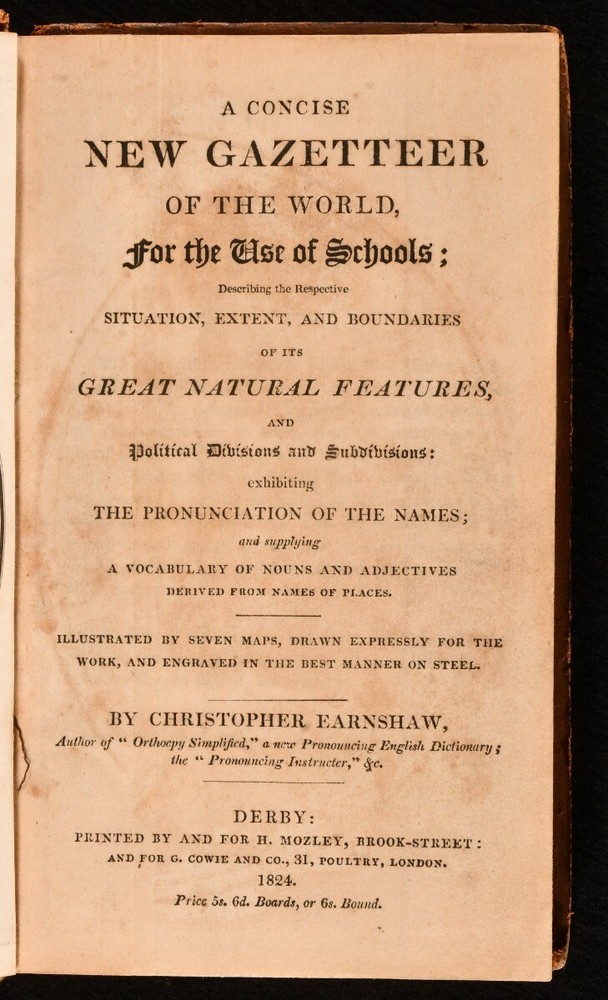 A CONCISE
NEW GAZETTEER
OF THE WORLD,
For the Use of Schools;
Describing the Respective
SITUATION, EXTENT, AND BOUNDARIES
OF ITS
GREAT NATURAL FEATURES,
AND
Political Divisions and Subdivisions:
exhibiting
THE PRONUNCIATION OF THE NAMES;
and supplying
A VOCABULARY OF NOUNS AND ADJECTIVES
DERIVED FROM NAMES OF PLACES.
ILLUSTRATED BY SEVEN MAPS, DRAWN EXPRESSLY FOR THE
WORK, AND ENGRAVED IN THE BEST MANNER ON STEEL.
BY CHRISTOPHER EARNSHAW,
Author of "Orthoepy Simplified," a new Pronouncing English Dictionary;
the "Pronouncing Instructer," &c.
DERBY:
PRINTED BY AND FOR H. MOZLEY, BROOK-STREET:
AND FOR G. COWIE AND CO., 31, POULTRY, LONDON.
1824.
Price 5s. 6d. Boards, or 6s. Bound.